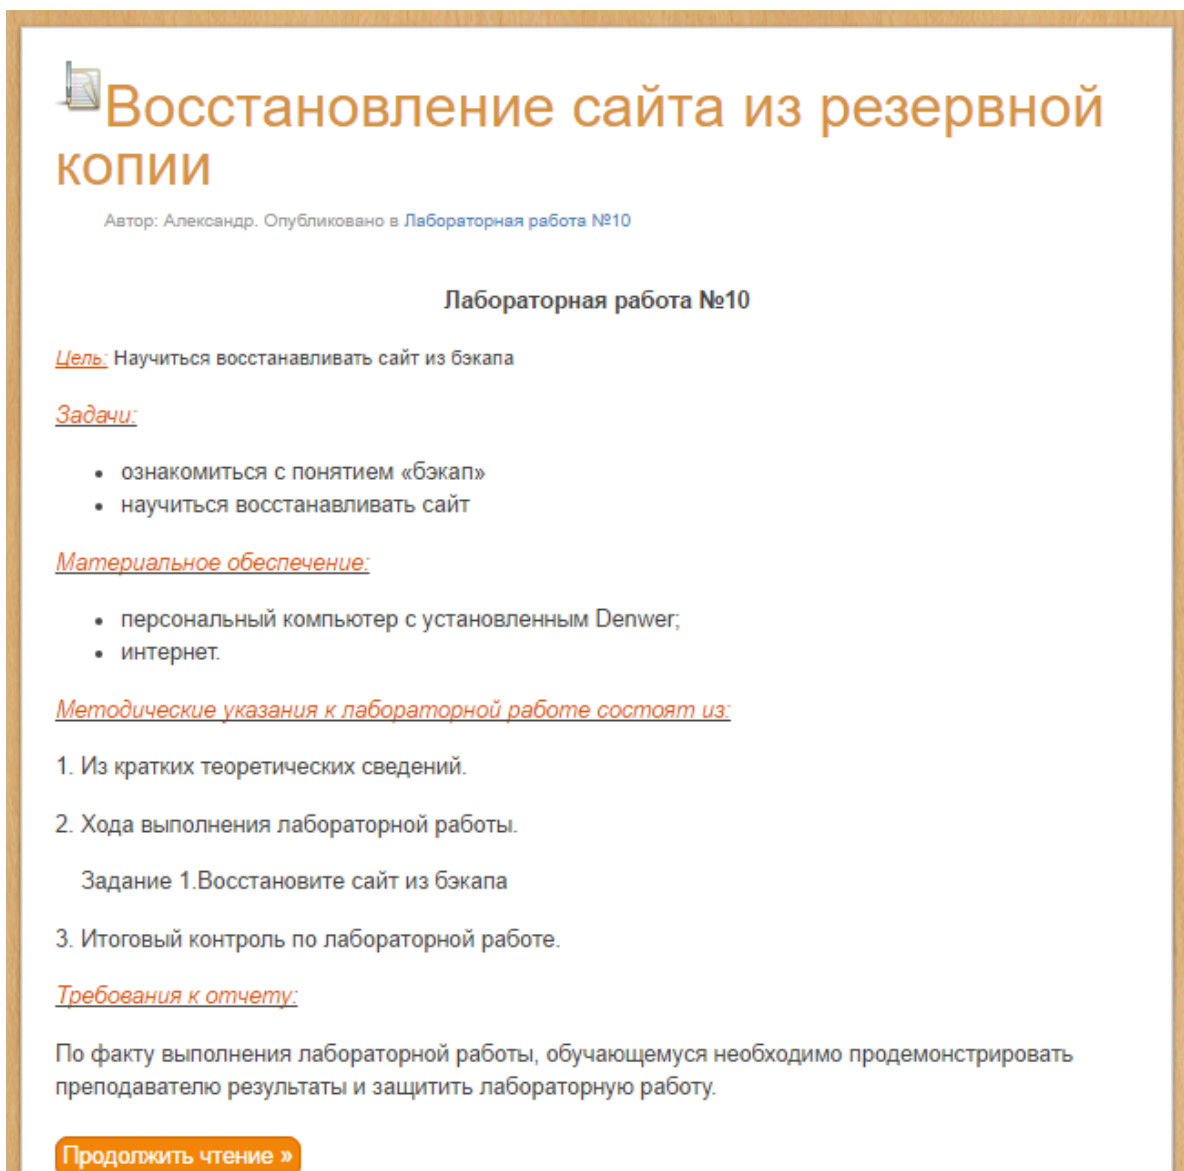 Восстановление сайта из резервной
копии
Автор: Александр. Опубликовано в Лабораторная работа №10
Лабораторная работа №10
Цель: Научиться восстанавливать сайт из бэкапа
Задачи:
• ознакомиться с понятием «бэкап»
• научиться восстанавливать сайт
Материальное обеспечение:
• персональный компьютер с установленным Denwer;
• интернет.
Методические указания к лабораторной работе состоят из:
1. Из кратких теоретических сведений.
2. Хода выполнения лабораторной работы.
Задание 1.Восстановите сайт из бэкапа
3. Итоговый контроль по лабораторной работе.
Требования к отчету:
По факту выполнения лабораторной работы, обучающемуся необходимо продемонстрировать
преподавателю результаты и защитить лабораторную работу.
Продолжить чтение »